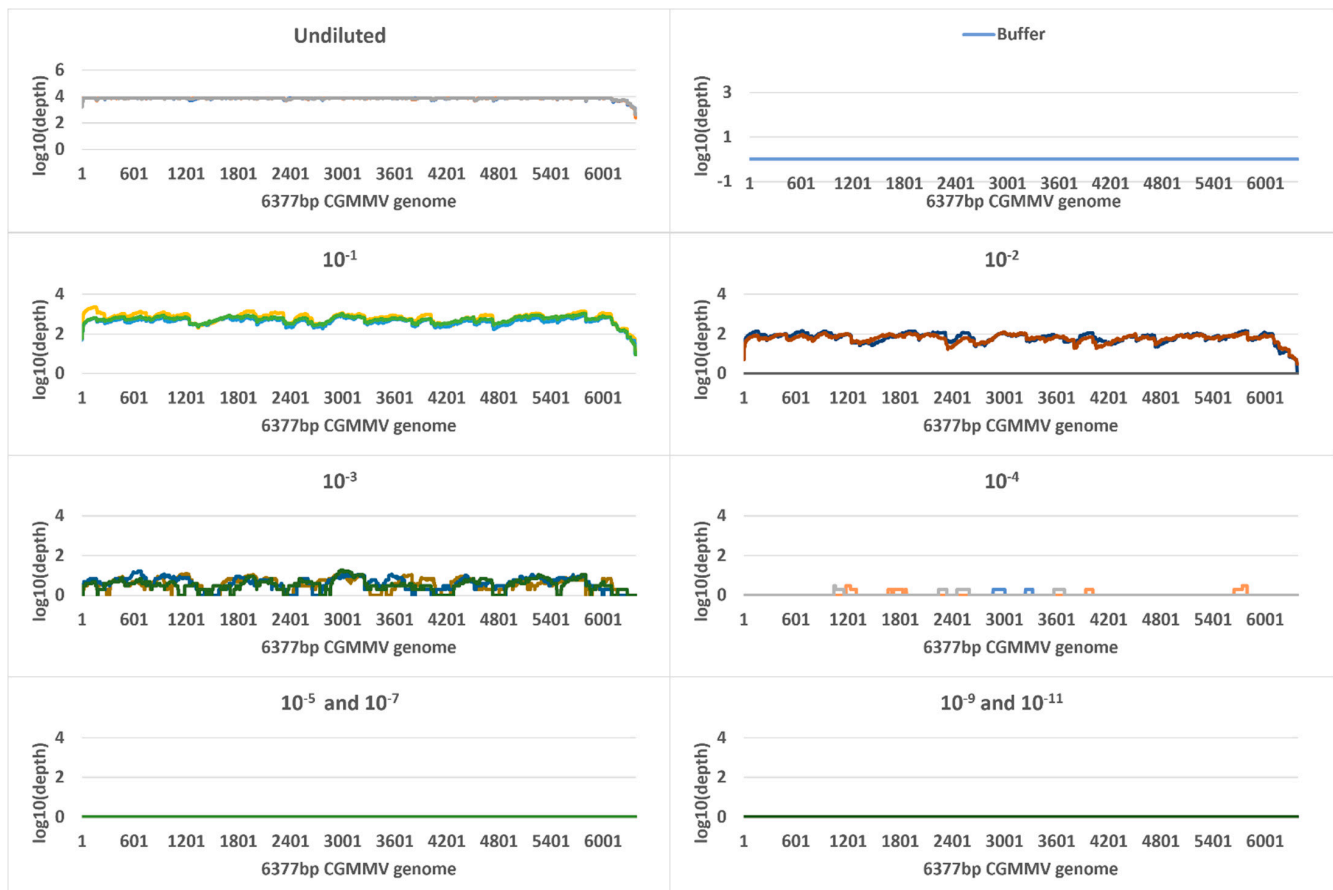 Undiluted
log10(depth)
6
4
2
0
1 601 1201 1801 2401 3001 3601 4201 4801 5401 6001
6377bp CGMMV genome
Buffer
log10(depth)
3
1
-1
1 601 1201 1801 2401 3001 3601 4201 4801 5401 6001
6377bp CGMMV genome
10⁻¹
log10(depth)
4
2
0
1 601 1201 1801 2401 3001 3601 4201 4801 5401 6001
6377bp CGMMV genome
10⁻²
log10(depth)
4
2
0
1 601 1201 1801 2401 3001 3601 4201 4801 5401 6001
6377bp CGMMV genome
10⁻³
log10(depth)
4
2
0
1 601 1201 1801 2401 3001 3601 4201 4801 5401 6001
6377bp CGMMV genome
10⁻⁴
log10(depth)
4
2
0
1 601 1201 1801 2401 3001 3601 4201 4801 5401 6001
6377bp CGMMV genome
10⁻⁵ and 10⁻⁷
log10(depth)
4
2
0
1 601 1201 1801 2401 3001 3601 4201 4801 5401 6001
6377bp CGMMV genome
10⁻⁹ and 10⁻¹¹
log10(depth)
4
2
0
1 601 1201 1801 2401 3001 3601 4201 4801 5401 6001
6377bp CGMMV genome